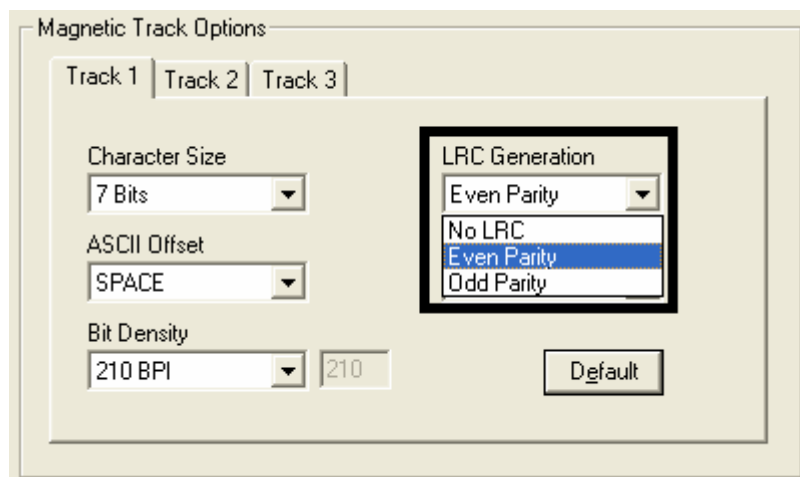 Magnetic Track Options
Track 1 Track 2 Track 3
Character Size
7 Bits
ASCII Offset
SPACE
Bit Density
210 BPI 210
LRC Generation
Even Parity
No LRC
Even Parity
Odd Parity
Default